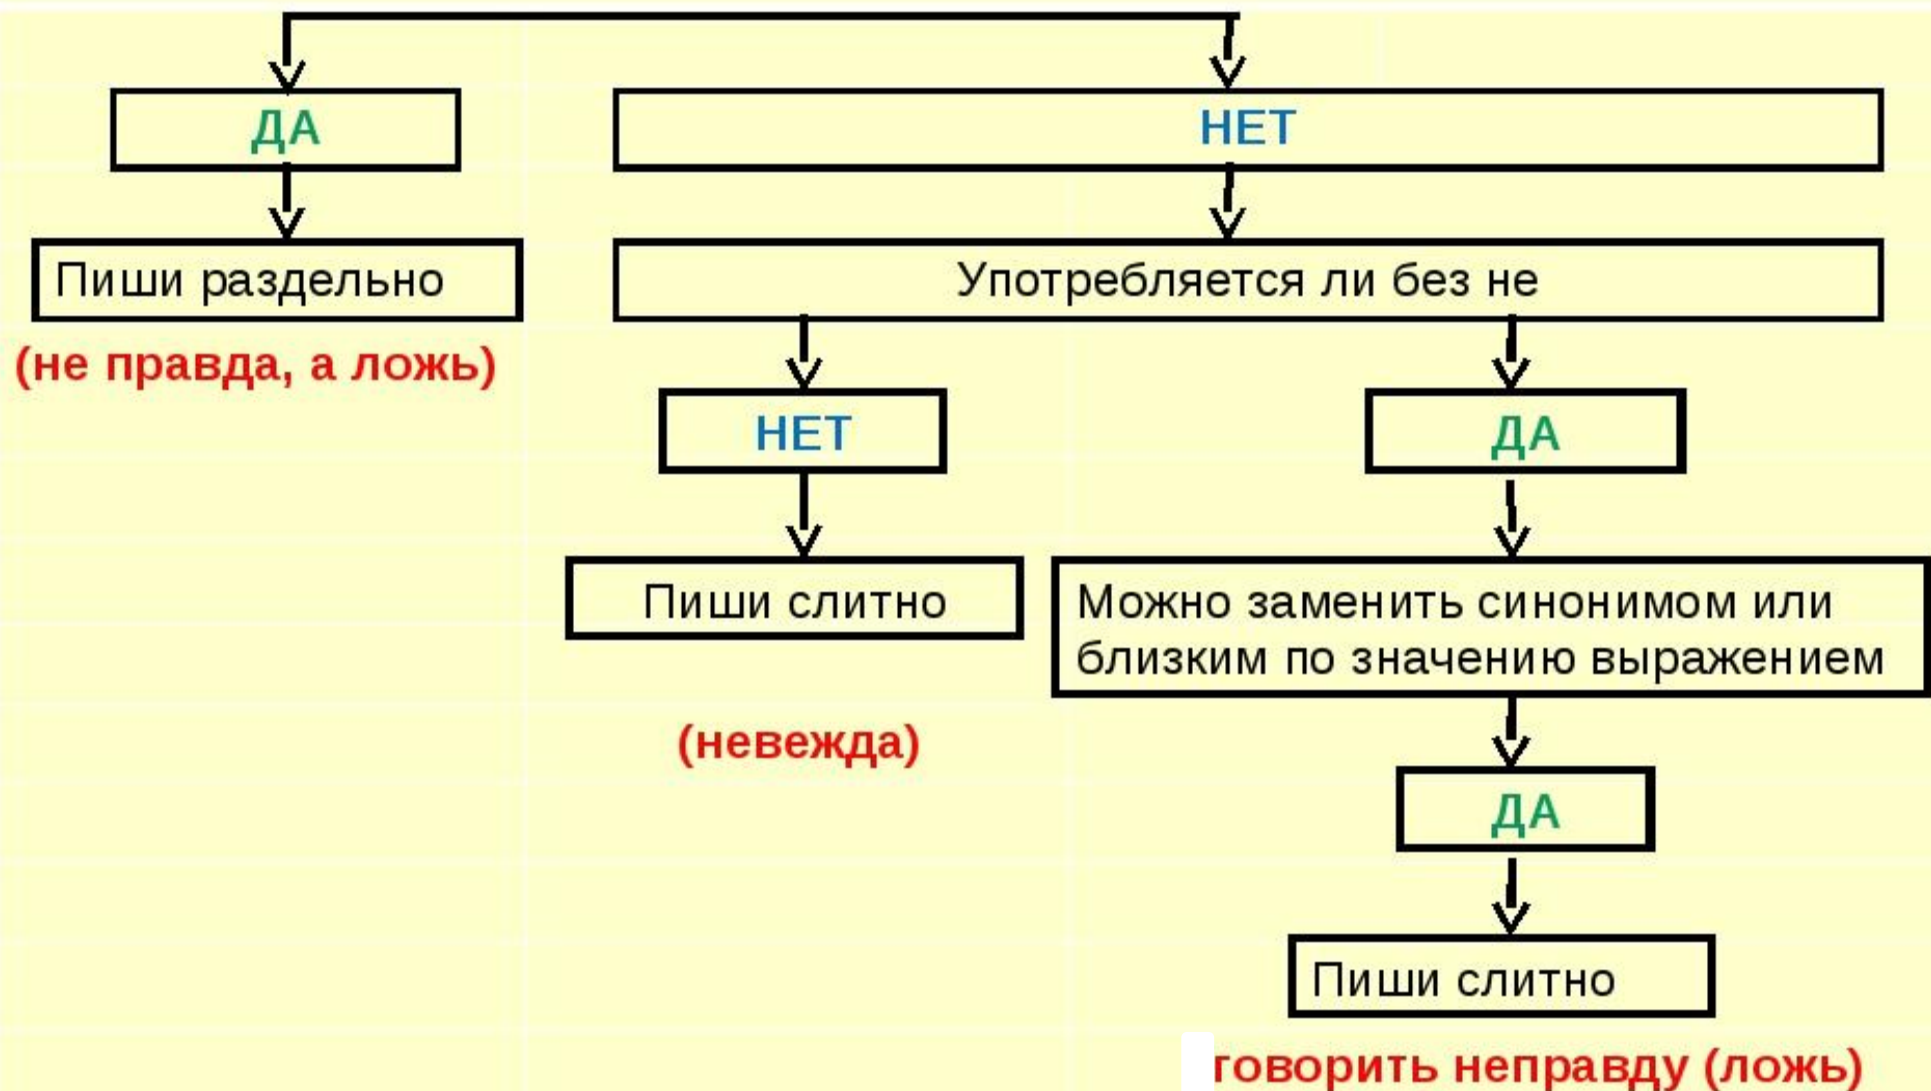 ДА
НЕТ
Пиши раздельно
Употребляется ли без не
(не правда, а ложь)
НЕТ
ДА
Пиши слитно
Можно заменить синонимом или
близким по значению выражением
(невежда)
ДА
Пиши слитно
говорить неправду (ложь)